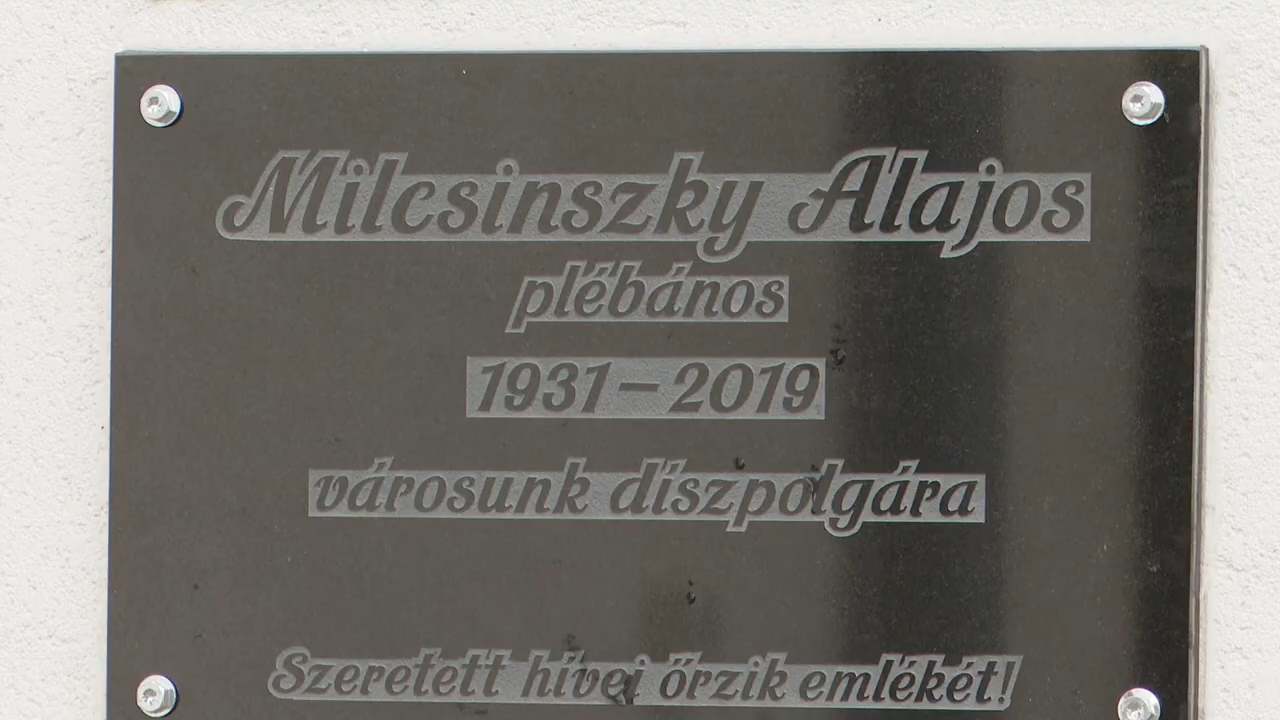 Milcsinszky Alajos
plébános
1931-2019
városunk díszpolgára
Szeretett hívei őrzik emlékét!